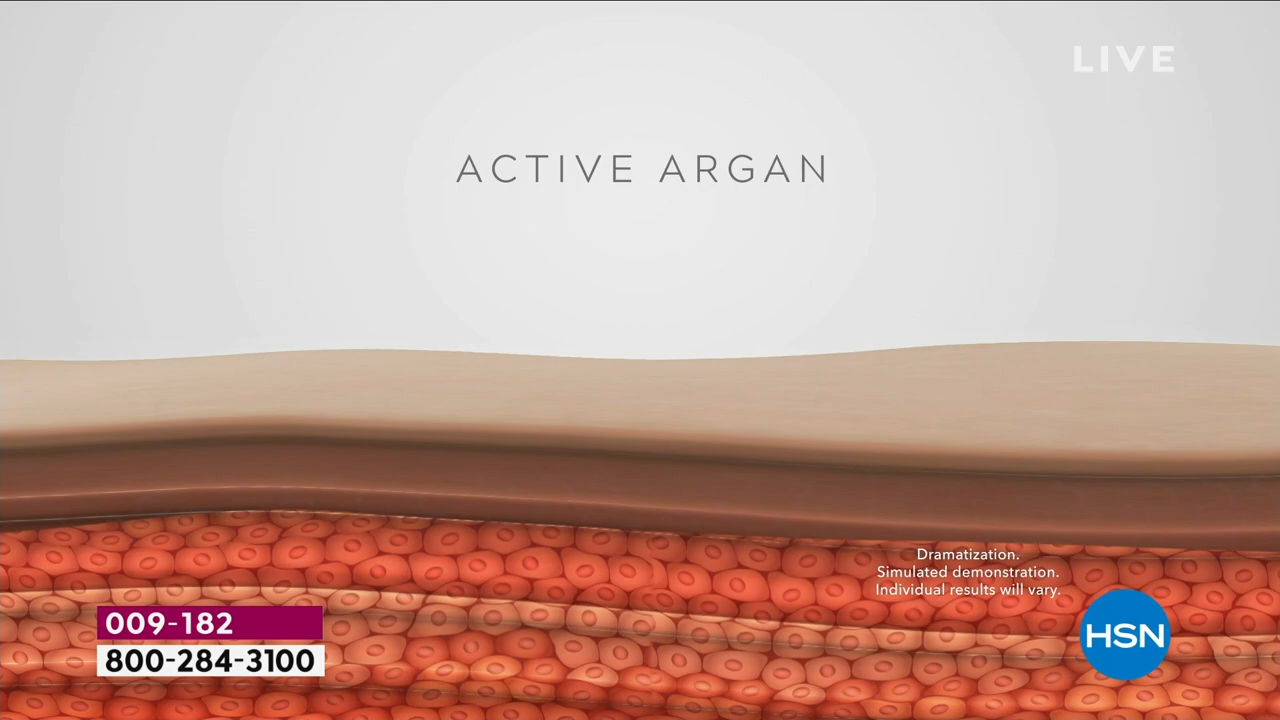 LIVE
ACTIVE ARGAN
Dramatization.
Simulated demonstration.
Individual results will vary.
009-182
800-284-3100
HSN